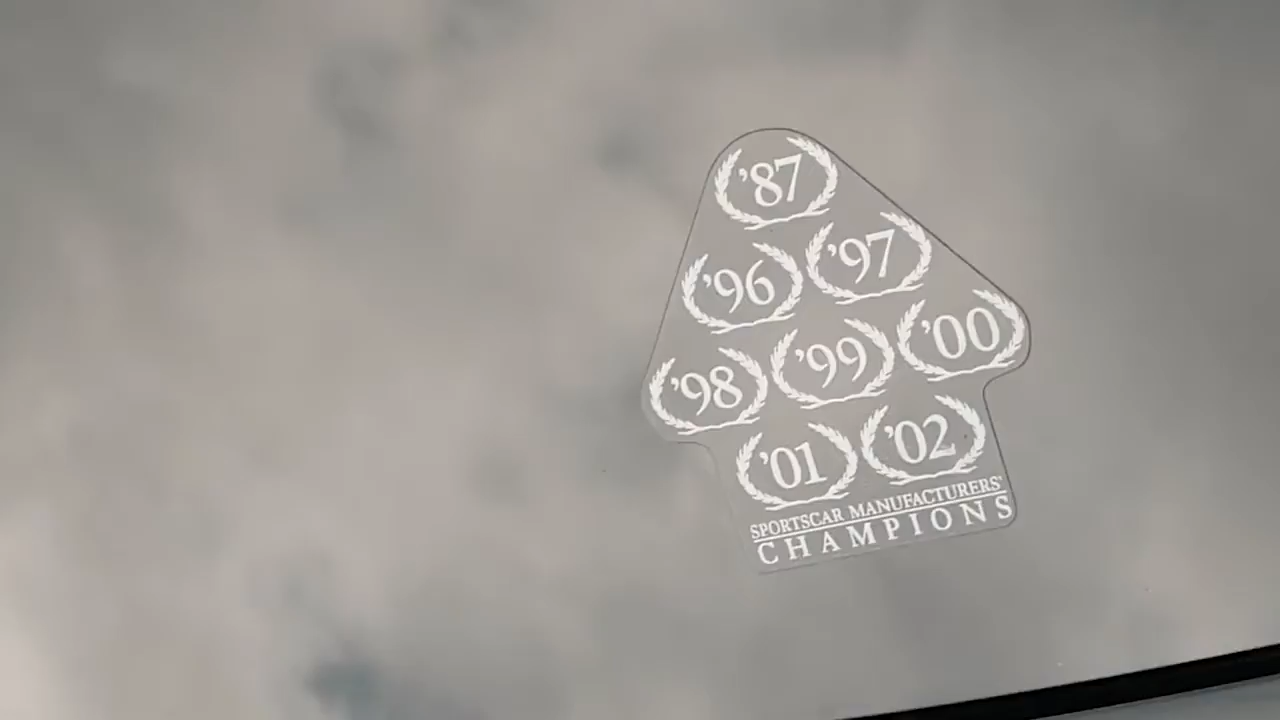 ’87
’96 ’97
’98 ’99 ’00
’01 ’02
SPORTSCAR MANUFACTURERS’
CHAMPIONS